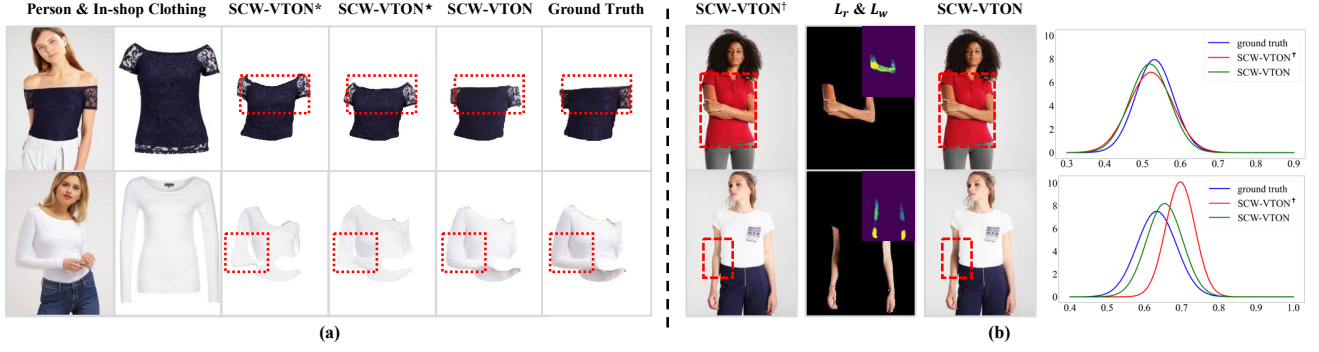 Person & In-shop Clothing SCW-VTON* SCW-VTON★ SCW-VTON Ground Truth
SCW-VTON† L_r & L_w SCW-VTON
10
8
6
4
2
0
0.3 0.4 0.5 0.6 0.7 0.8 0.9
ground truth
SCW-VTON†
SCW-VTON
10
8
6
4
2
0
0.4 0.5 0.6 0.7 0.8 0.9 1.0
ground truth
SCW-VTON†
SCW-VTON
(a)
(b)